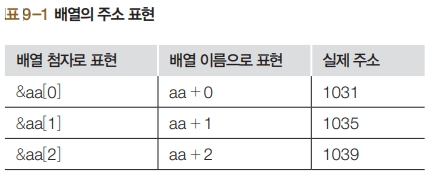 표 9-1 배열의 주소 표현
배열 첨자로 표현 배열 이름으로 표현 실제 주소
&aa[0] aa+0 1031
&aa[1] aa+1 1035
&aa[2] aa+2 1039